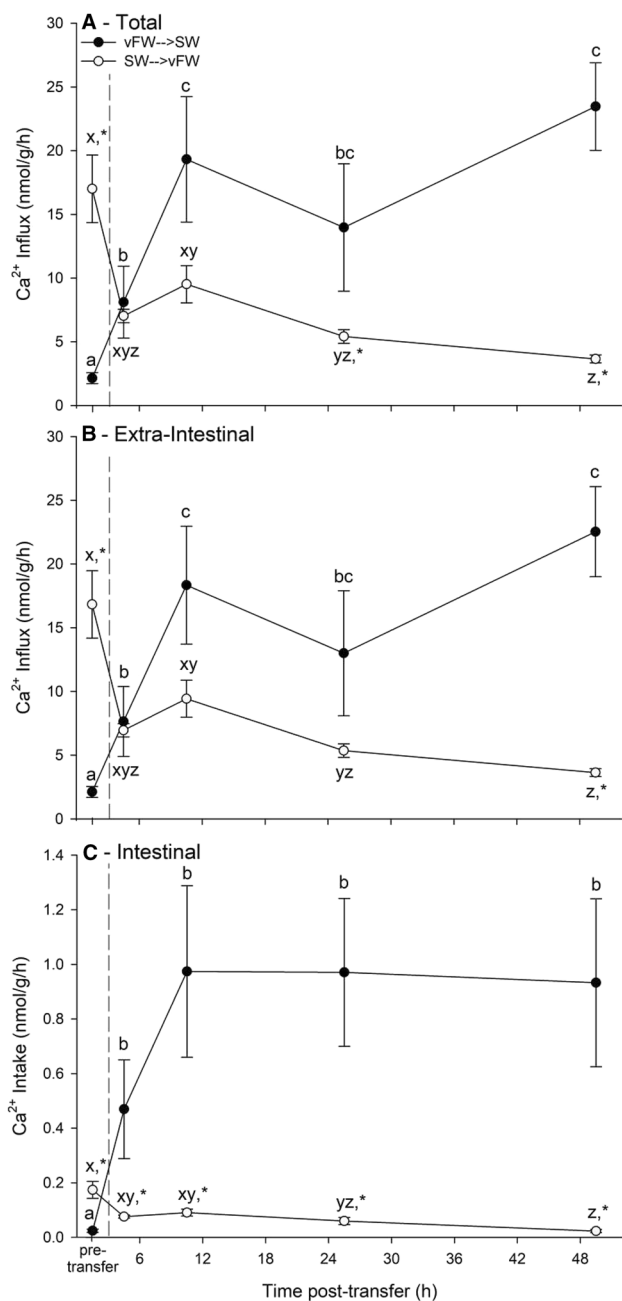 A - Total
vFW-->SW
SW-->vFW
30
25
20
15
10
5
0
Ca²⁺ Influx (nmol/g/h)
x,*
a
b
xyz
c
xy
bc
yz,*
c
z,*
B - Extra-Intestinal
30
25
20
15
10
5
0
Ca²⁺ Influx (nmol/g/h)
x,*
a
b
xyz
c
xy
bc
yz
c
z,*
C - Intestinal
1.4
1.2
1.0
0.8
0.6
0.4
0.2
0.0
Ca²⁺ Intake (nmol/g/h)
x,*
a
b
xy,*
b
xy,*
b
yz,*
b
z,*
pre-
transfer
6 12 18 24 30 36 42 48
Time post-transfer (h)